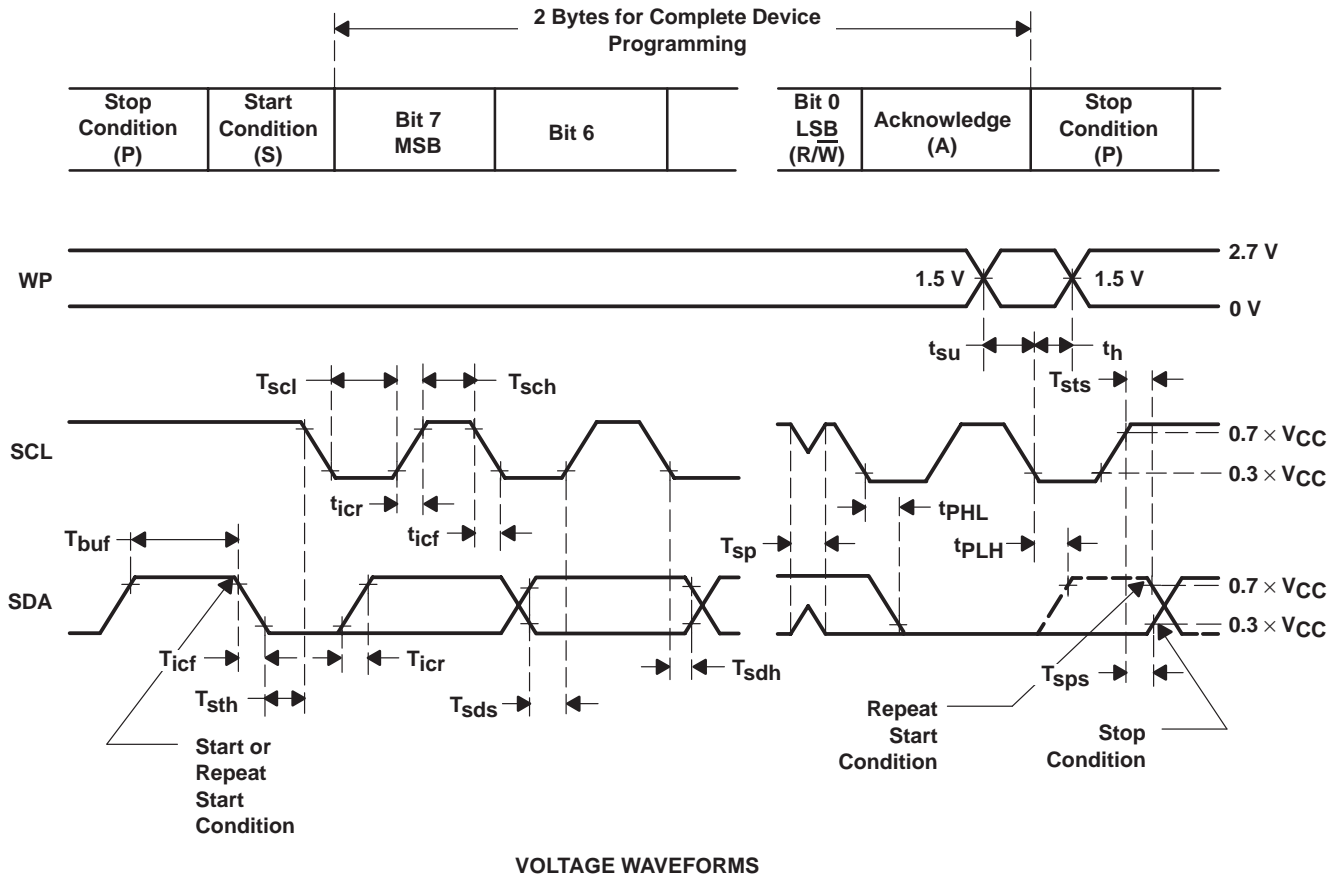 2 Bytes for Complete Device
Programming
Stop
Condition
(P)
Start
Condition
(S)
Bit 7
MSB
Bit 6
Bit 0
LSB
(R/W̅)
Acknowledge
(A)
Stop
Condition
(P)
WP
1.5 V
1.5 V
2.7 V
0 V
tsu
th
Tscl
Tsch
Tsts
SCL
0.7 × VCC
0.3 × VCC
ticr
ticf
tPHL
Tbuf
Tsp
tPLH
SDA
0.7 × VCC
0.3 × VCC
Ticf
Ticr
Tsdh
Tsth
Tsds
Tsps
Start or
Repeat
Start
Condition
Repeat
Start
Condition
Stop
Condition
VOLTAGE WAVEFORMS